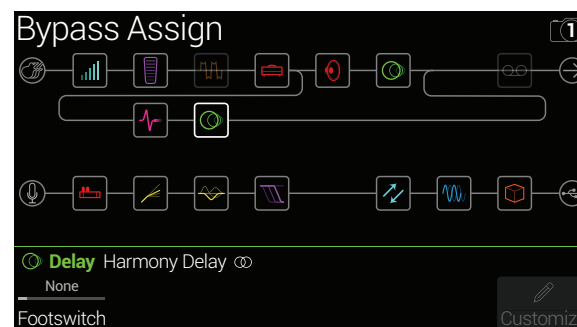 Bypass Assign
1
Delay Harmony Delay
None
Footswitch
Customiz